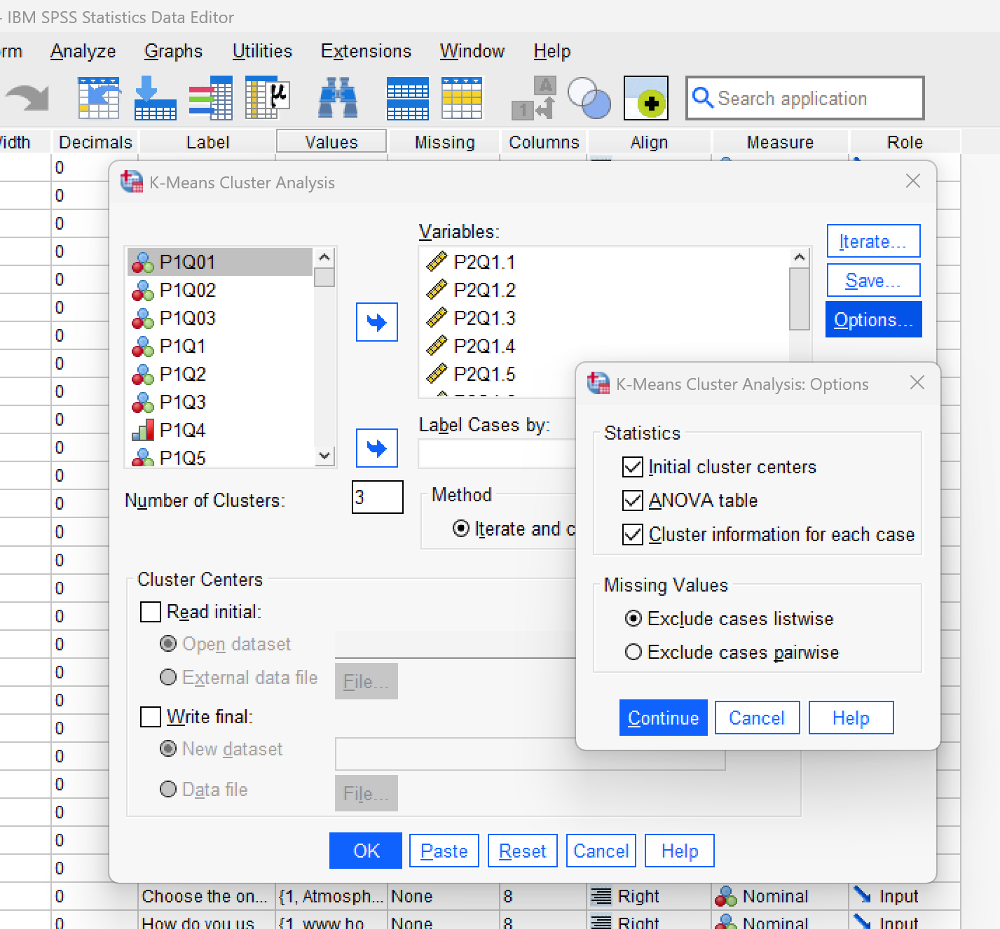 - IBM SPSS Statistics Data Editor
rm Analyze Graphs Utilities Extensions Window Help
μ A 1 Search application
idth Decimals Label Values Missing Columns Align Measure Role
0
K-Means Cluster Analysis
0
0
Variables:
Iterate...
0
P1Q01
P2Q1.1
0
Save...
P1Q02
P2Q1.2
0
P1Q03
P2Q1.3
Options...
0
P1Q1
P2Q1.4
0
P1Q2
P2Q1.5
K-Means Cluster Analysis: Options
0
P1Q3
0
P1Q4
Label Cases by:
Statistics
0
P1Q5
Initial cluster centers
0
Number of Clusters: 3
Method
ANOVA table
0
Iterate and c
Cluster information for each case
0
0
Cluster Centers
Missing Values
0
Read initial:
Exclude cases listwise
0
Open dataset
Exclude cases pairwise
0
External data file File...
0
Write final:
Continue Cancel Help
0
New dataset
0
Data file File...
0
0
0
OK Paste Reset Cancel Help
0
0 Choose the on... {1, Atmosph... None 8 Right Nominal Input
0 How do you us {1, www.ho None 8 Right Nominal Input